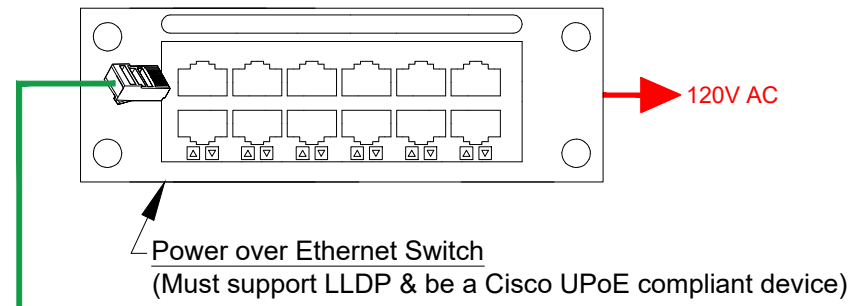 120V AC
Power over Ethernet Switch
(Must support LLDP & be a Cisco UPoE compliant device)